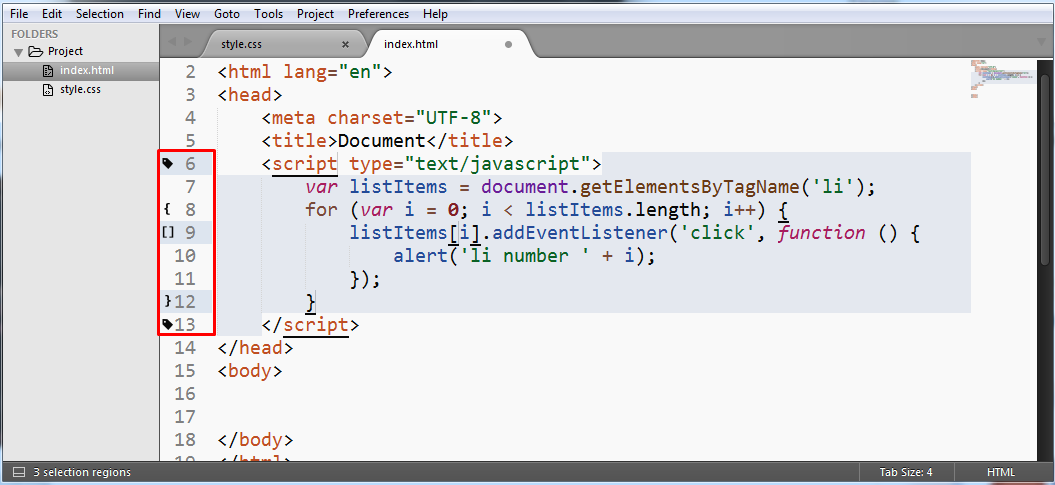 File Edit Selection Find View Goto Tools Project Preferences Help
FOLDERS
Project
index.html
style.css
style.css × index.html
2 <html lang="en">
3 <head>
4 <meta charset="UTF-8">
5 <title>Document</title>
6 <script type="text/javascript">
7 var listItems = document.getElementsByTagName('li');
{ 8 for (var i = 0; i < listItems.length; i++) {
[] 9 listItems[i].addEventListener('click', function () {
10 alert('li number ' + i);
11 });
} 12 }
13 </script>
14 </head>
15 <body>
16
17
18 </body>
19 </html>
3 selection regions Tab Size: 4 HTML